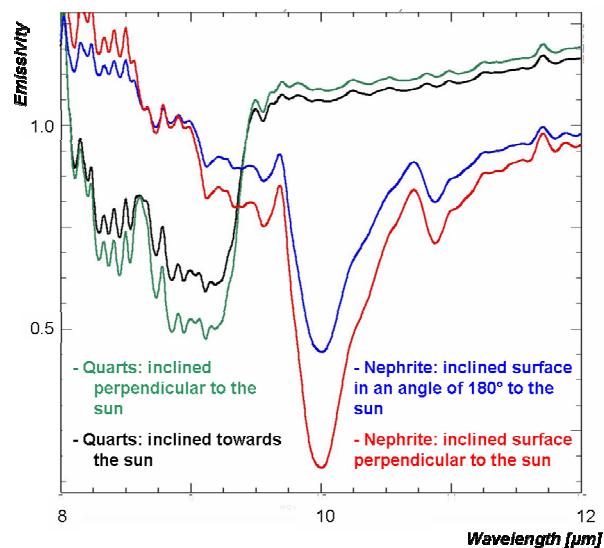 Emissivity
1.0
0.5
- Quarts: inclined
perpendicular to the
sun
- Quarts: inclined towards
the sun
- Nephrite: inclined surface
in an angle of 180° to the
sun
- Nephrite: inclined surface
perpendicular to the sun
8
10
12
Wavelength [µm]